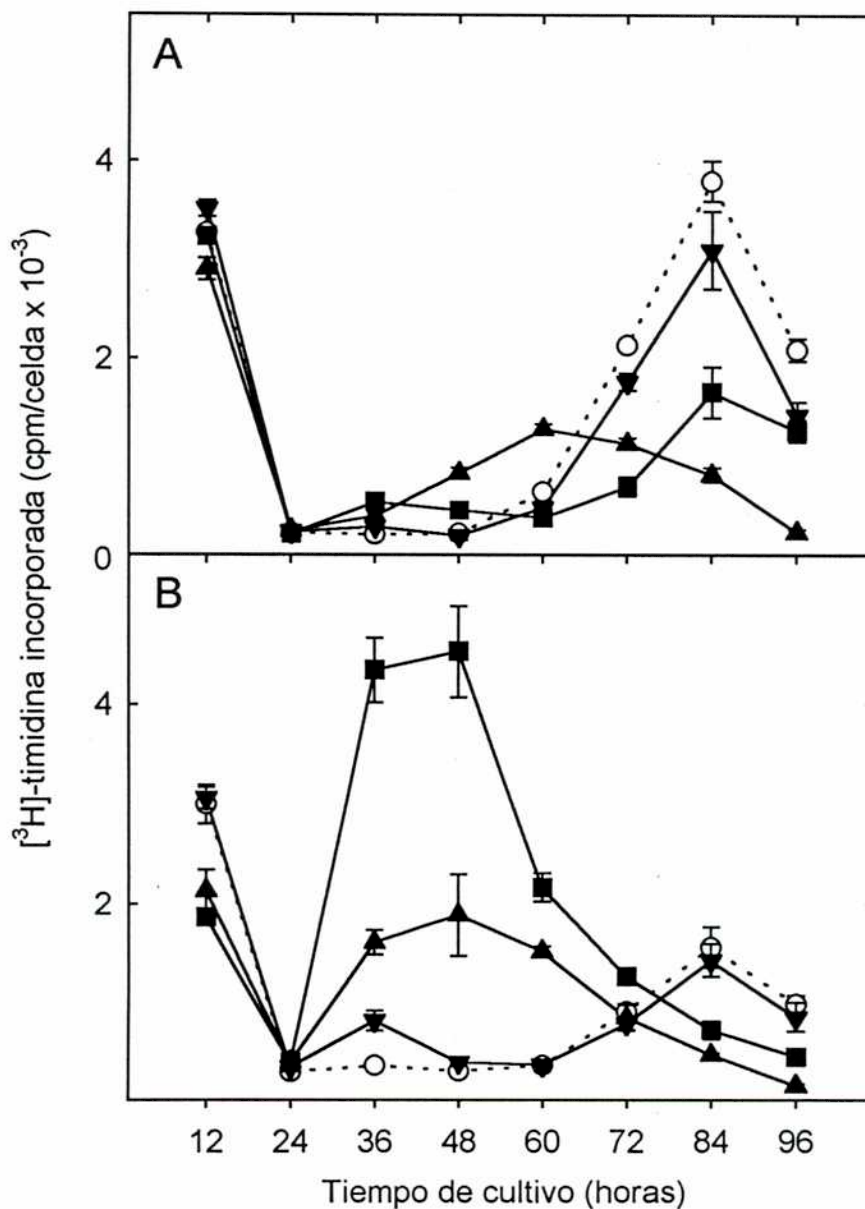 A
4
2
0
B
4
2
[³H]-timidina incorporada (cpm/celda x 10⁻³)
12 24 36 48 60 72 84 96
Tiempo de cultivo (horas)